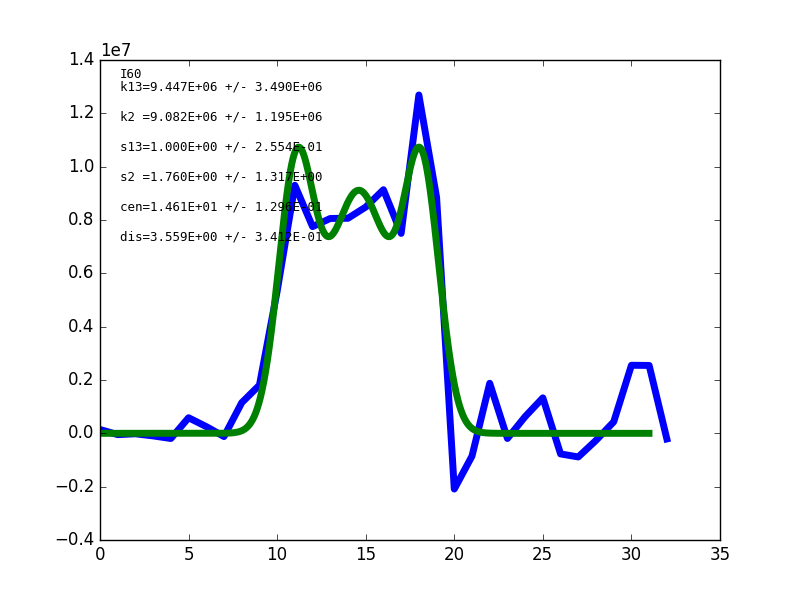 1e7
1.4
1.2
1.0
0.8
0.6
0.4
0.2
0.0
-0.2
-0.4
I60
k13=9.447E+06 +/- 3.490E+06
k2 =9.082E+06 +/- 1.195E+06
s13=1.000E+00 +/- 2.554E-01
s2 =1.760E+00 +/- 1.317E+00
cen=1.461E+01 +/- 1.296E-01
dis=3.559E+00 +/- 3.412E-01
0 5 10 15 20 25 30 35